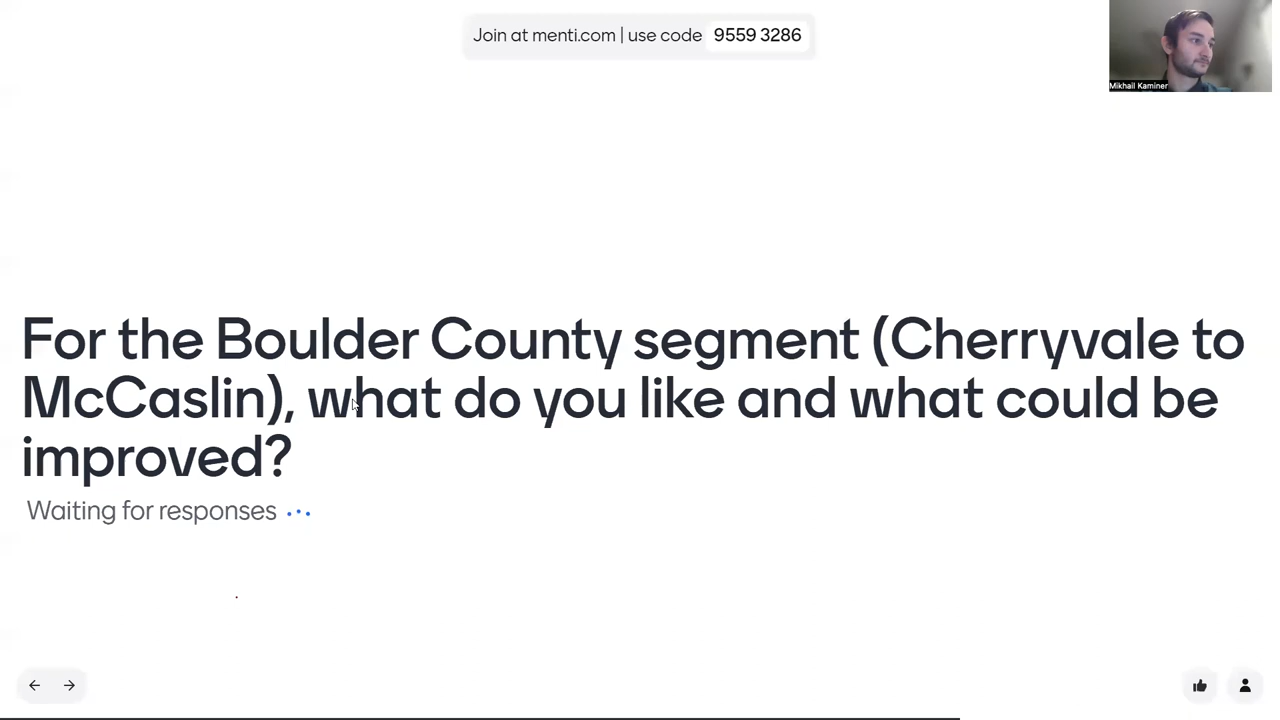 Join at menti.com | use code 9559 3286
Mikhail Kaminer
For the Boulder County segment (Cherryvale to
McCaslin), what do you like and what could be
improved?
Waiting for responses